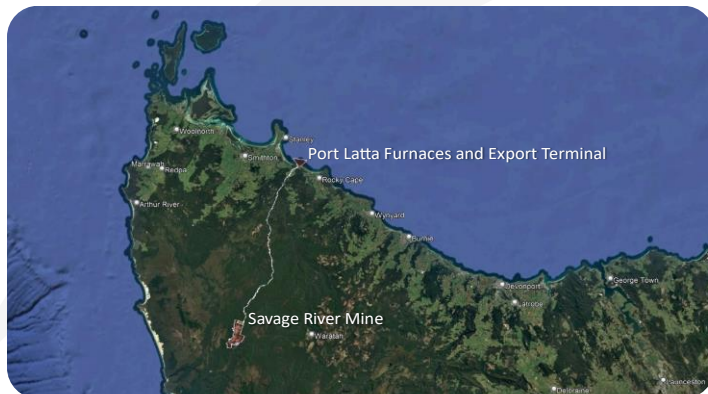 Woolnorth
Stanley
Smithton
Port Latta Furnaces and Export Terminal
Marrawah
Redpa
Rocky Cape
Arthur River
Wynyard
Burnie
George Town
Devonport
Latrobe
Savage River Mine
Waratah
Launceston
Deloraine